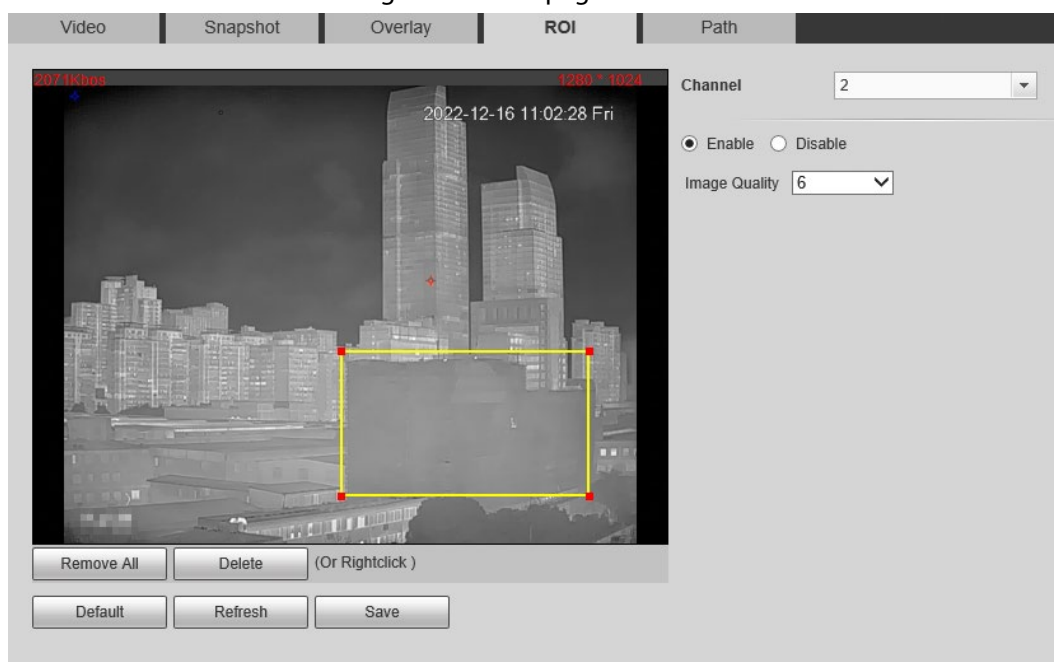 Video Snapshot Overlay ROI Path
2071Kbps 1280 * 1024
2022-12-16 11:02:28 Fri
Channel 2
Enable Disable
Image Quality 6
Remove All Delete (Or Rightclick )
Default Refresh Save